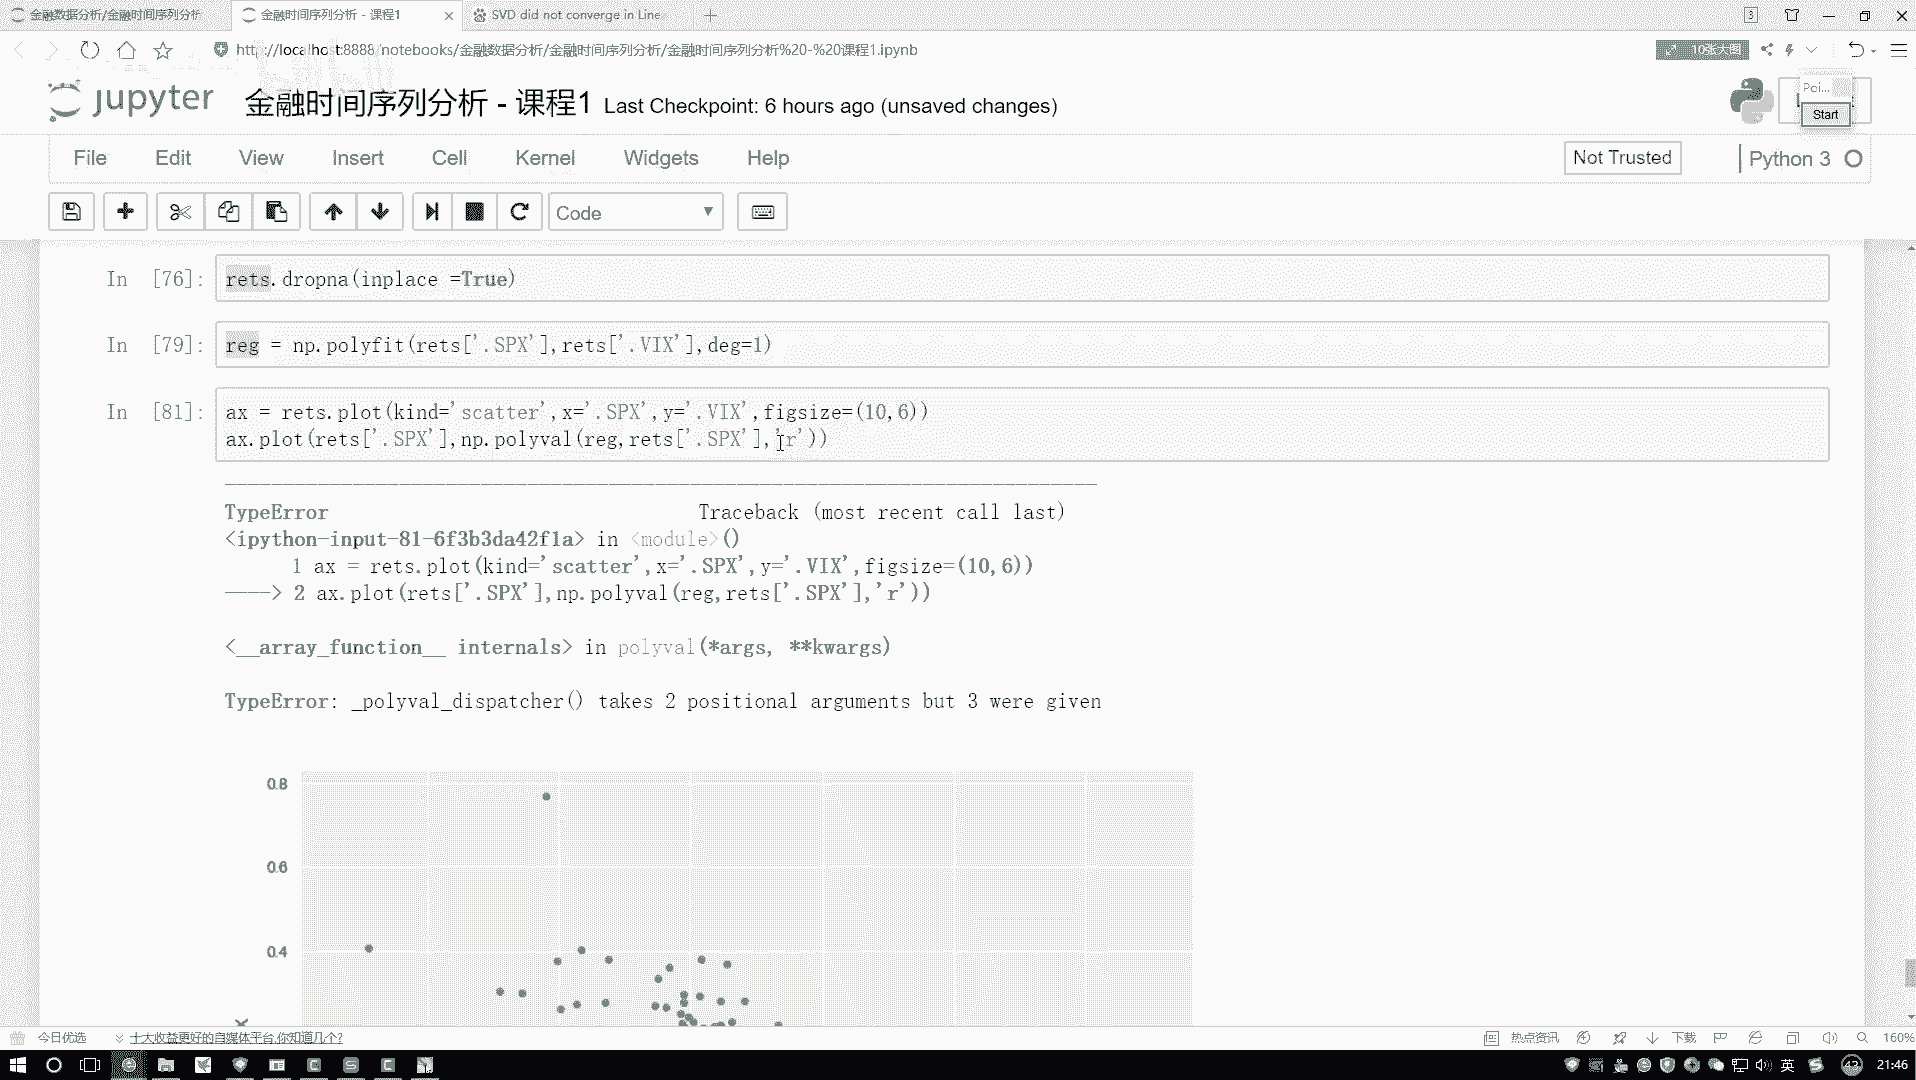 金融数据分析/金融时间序列分析
金融时间序列分析 - 课程1
SVD did not converge in Line
3
http://localhost:8888/notebooks/金融数据分析/金融时间序列分析/金融时间序列分析%20-%20课程1.ipynb
10张大图
jupyter
金融时间序列分析 - 课程1 Last Checkpoint: 6 hours ago (unsaved changes)
Poi...
Start
File Edit View Insert Cell Kernel Widgets Help
Not Trusted
Python 3
Code
In [76]: rets.dropna(inplace =True)
In [79]: reg = np.polyfit(rets['.SPX'],rets['.VIX'],deg=1)
In [81]: ax = rets.plot(kind='scatter',x='.SPX',y='.VIX',figsize=(10,6))
ax.plot(rets['.SPX'],np.polyval(reg,rets['.SPX'],'r'))
TypeError Traceback (most recent call last)
<ipython-input-81-6f3b3da42f1a> in <module>()
1 ax = rets.plot(kind='scatter',x='.SPX',y='.VIX',figsize=(10,6))
----> 2 ax.plot(rets['.SPX'],np.polyval(reg,rets['.SPX'],'r'))
<__array_function__ internals> in polyval(*args, **kwargs)
TypeError: _polyval_dispatcher() takes 2 positional arguments but 3 were given
0.8
0.6
0.4
今日优选
十大收益更好的自媒体平台,你知道几个?
热点资讯
下载
160%
英
43
21:46